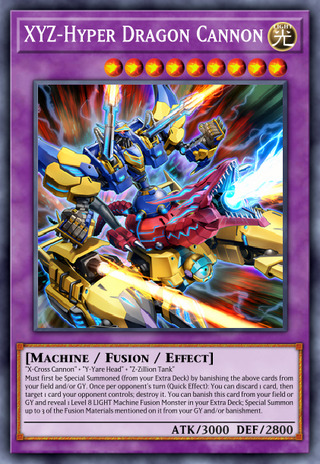 XYZ-Hyper Dragon Cannon
LIGHT
光
[Machine / Fusion / Effect]
"X-Cross Cannon" + "Y-Yare Head" + "Z-Zillion Tank"
Must first be Special Summoned (from your Extra Deck) by banishing the above cards
from your field and/or GY. Once per opponent's turn (Quick Effect): You can discard 1 card, then
target 1 card your opponent controls; destroy it. You can banish this card from your field or
GY and reveal 1 Level 8 LIGHT Machine Fusion Monster in your Extra Deck; Special Summon
up to 3 of the Fusion Materials mentioned on it from your GY and/or banishment.
ATK/3000 DEF/2800